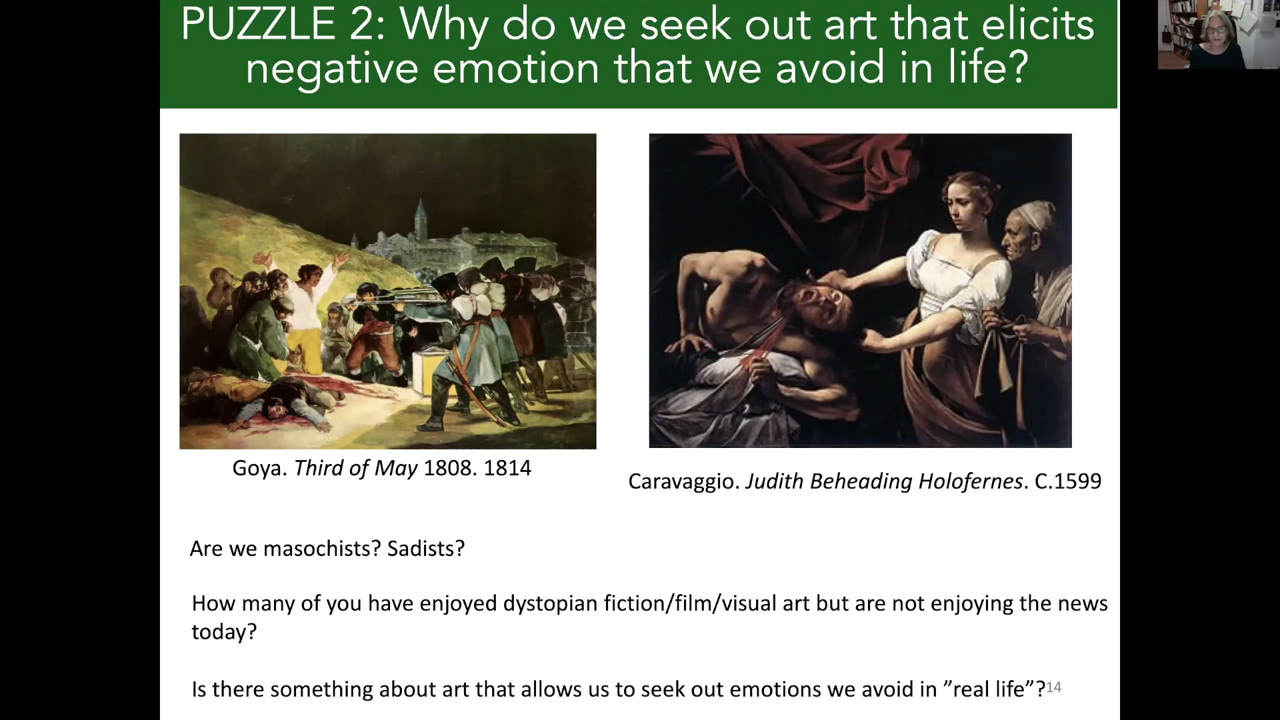 PUZZLE 2: Why do we seek out art that elicits
negative emotion that we avoid in life?
Goya. Third of May 1808. 1814
Caravaggio. Judith Beheading Holofernes. C.1599
Are we masochists? Sadists?
How many of you have enjoyed dystopian fiction/film/visual art but are not enjoying the news
today?
Is there something about art that allows us to seek out emotions we avoid in ”real life”?14